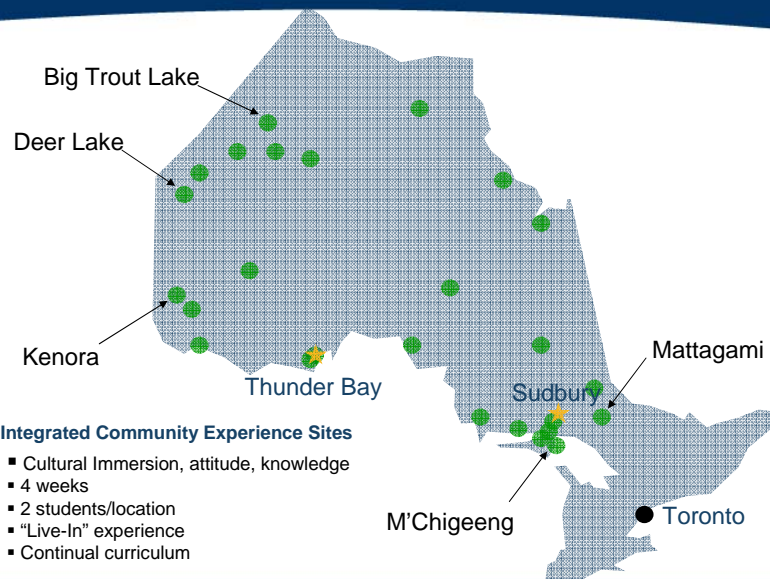 Big Trout Lake
Deer Lake
Kenora
Thunder Bay
Sudbury
Mattagami
Integrated Community Experience Sites
▪ Cultural Immersion, attitude, knowledge
▪ 4 weeks
▪ 2 students/location
▪ “Live-In” experience
▪ Continual curriculum
M’Chigeeng
Toronto